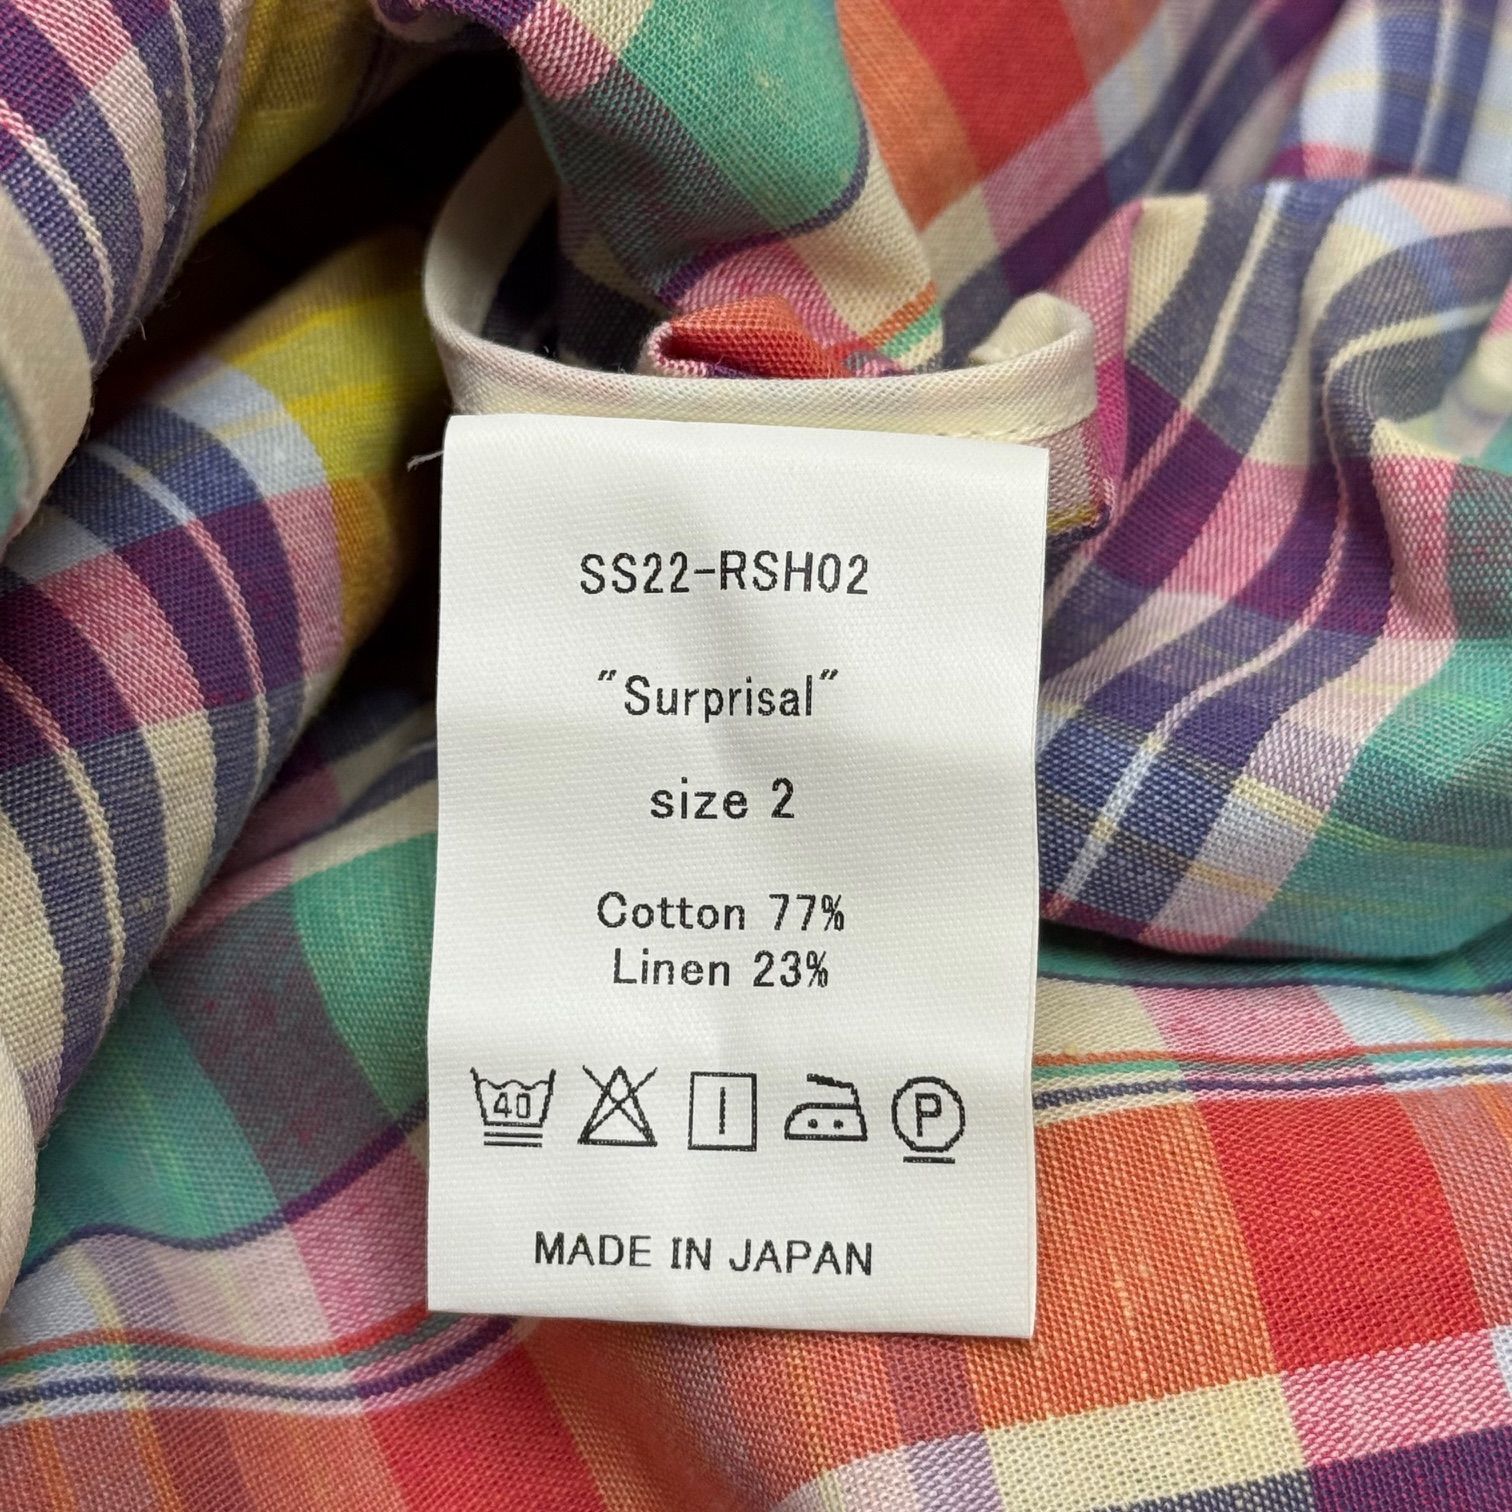 SS22-RSH02
"Surprisal"
size 2
Cotton 77%
Linen 23%
40 P
MADE IN JAPAN